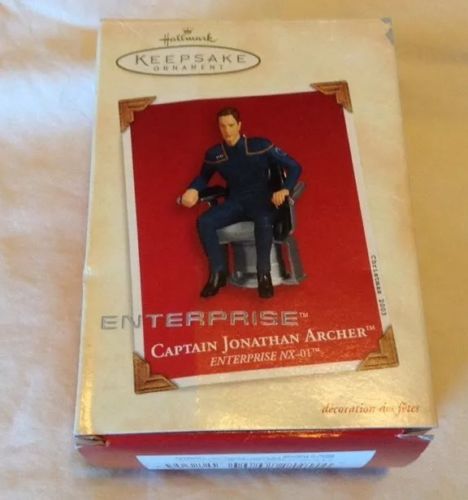 Hallmark
KEEPSAKE
ORNAMENT
Christmas 2003
ENTERPRISE™
CAPTAIN JONATHAN ARCHER™
ENTERPRISE NX-01™
décoration des fêtes